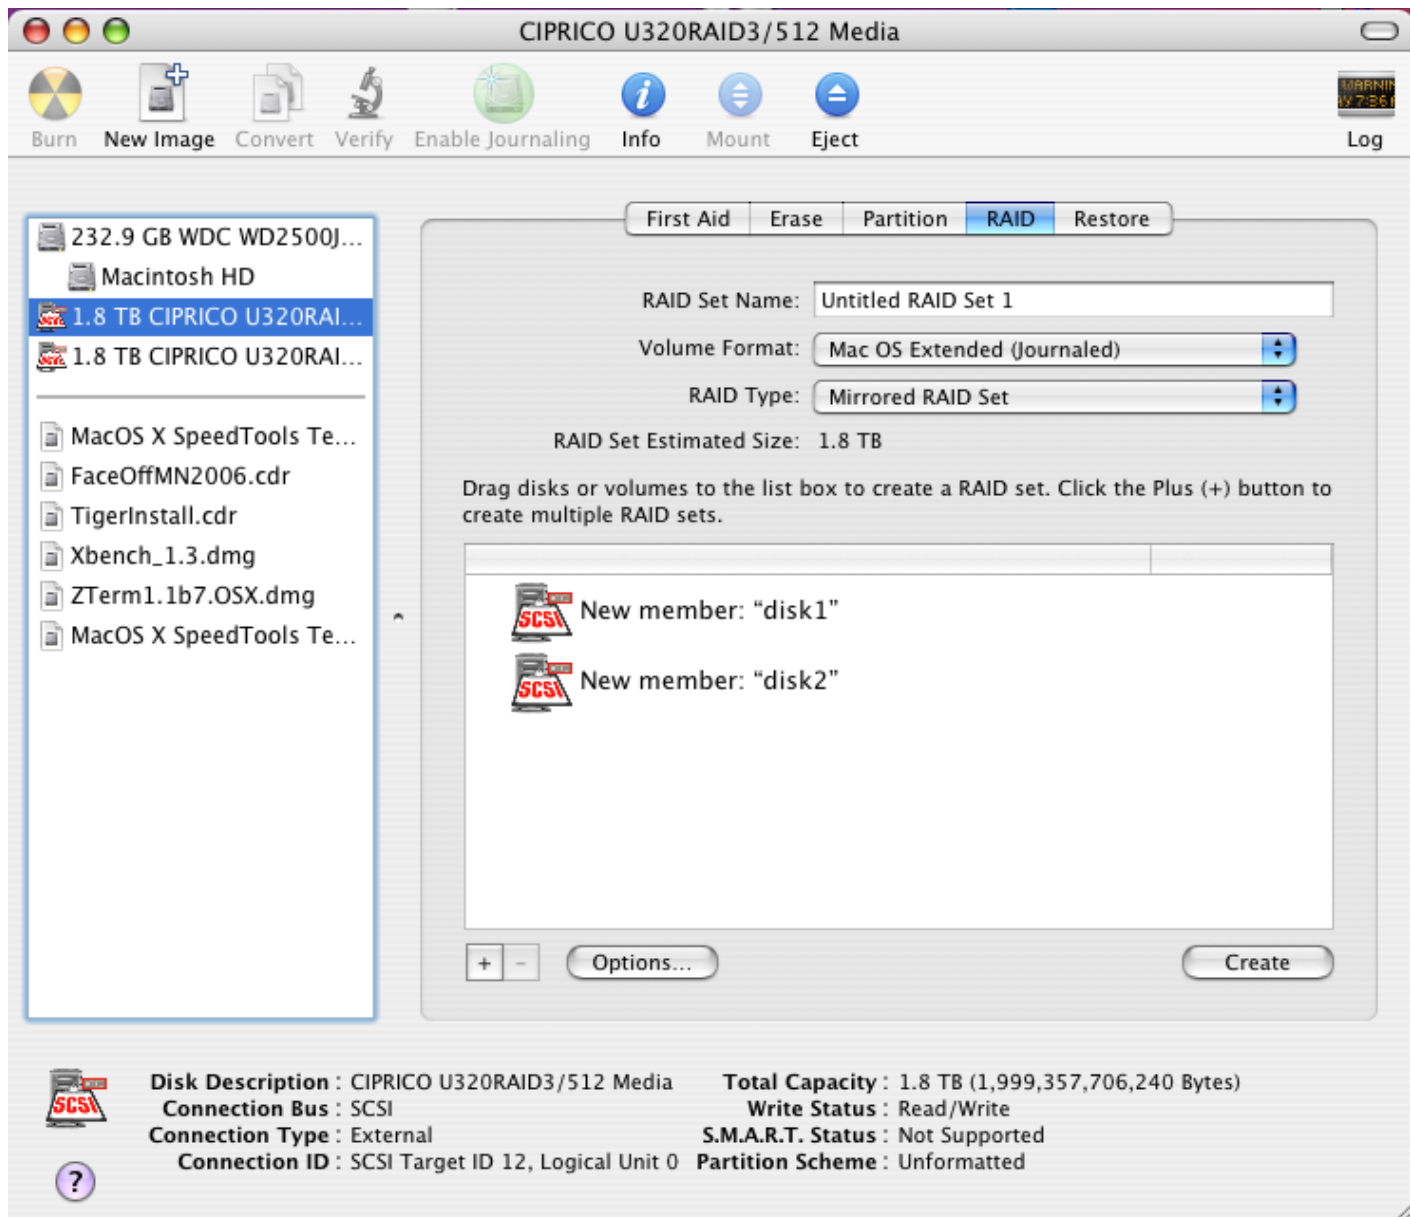 CIPRICO U320RAID3/512 Media
Burn New Image Convert Verify Enable Journaling Info Mount Eject Log
First Aid Erase Partition RAID Restore
232.9 GB WDC WD2500J...
Macintosh HD
1.8 TB CIPRICO U320RAI...
1.8 TB CIPRICO U320RAI...
MacOS X SpeedTools Te...
FaceOffMN2006.cdr
TigerInstall.cdr
Xbench_1.3.dmg
ZTerm1.1b7.OSX.dmg
MacOS X SpeedTools Te...
RAID Set Name: Untitled RAID Set 1
Volume Format: Mac OS Extended (Journaled)
RAID Type: Mirrored RAID Set
RAID Set Estimated Size: 1.8 TB
Drag disks or volumes to the list box to create a RAID set. Click the Plus (+) button to
create multiple RAID sets.
SCSI New member: “disk1”
SCSI New member: “disk2”
+ - Options... Create
SCSI
Disk Description : CIPRICO U320RAID3/512 Media
Connection Bus : SCSI
Connection Type : External
Connection ID : SCSI Target ID 12, Logical Unit 0
Total Capacity : 1.8 TB (1,999,357,706,240 Bytes)
Write Status : Read/Write
S.M.A.R.T. Status : Not Supported
Partition Scheme : Unformatted
?